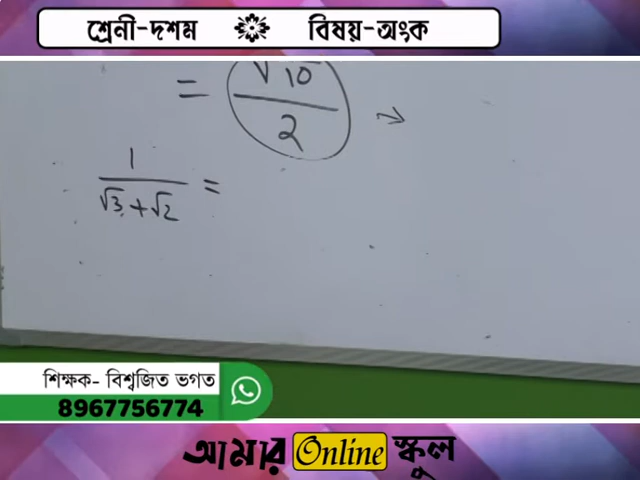 শ্রেনী-দশম বিষয়-অংক
= √10 / 2 →
1 / (√3 + √2) =
শিক্ষক- বিশ্বজিত ভগত
8967756774
আমার Online স্কুল